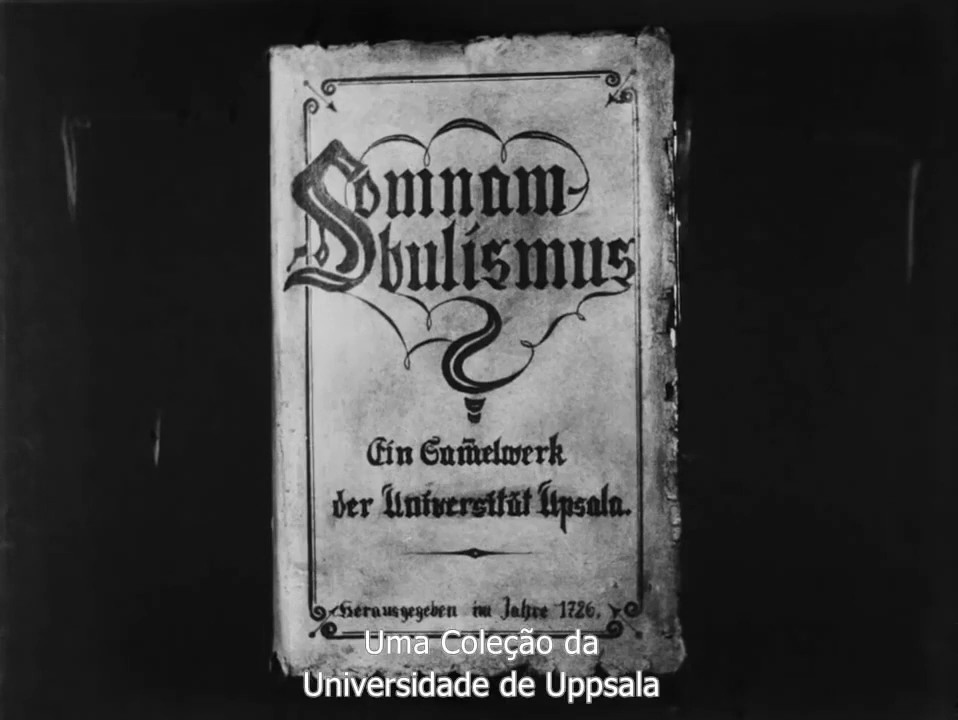 Somnam-
bulismus
Ein Sam̅elwerk
der Universität Upsala.
Herausgegeben im Jahre 1726.
Uma Coleção da
Universidade de Uppsala